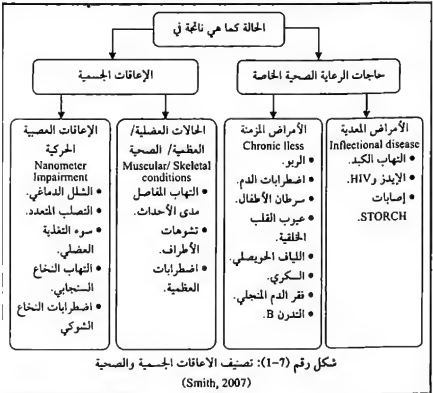 الحالة كما هي ناتجة في
حاجات الرعاية الصحية الخاصة
الإعاقات الجسمية
الأمراض المعدية
Inflectional disease
• التهاب الكبد.
• الإيدز وHIV.
• إصابات
STORCH.
الأمراض المزمنة
Chronic Iless
• الربو.
• اضطرابات الدم.
• سرطان الأطفال.
• عيرب القلب
الخلقية.
• اللياف الحويصلي.
• السكري.
• فقر الدم المنجلي.
• التدرن B.
الحالات العضلية/
العظمية/ الصحية
Muscular/ Skeletal
conditions
• التهاب المفاصل
مدى الأحداث.
• تشوهات
الأطراف.
• اضطرابات
العظمية.
الإعاقات العصبية
الحركية
Nanometer
Impairment
• الشلل الدماغي.
• التصلب المتعدد.
• سوء التغذية
العضلي.
• التهاب النخاع
السنجابي.
• اضطرابات النخاع
الشوكي
شكل رقم (7-1): تصنيف الاعاقات الجسمية والصحية
(Smith, 2007)